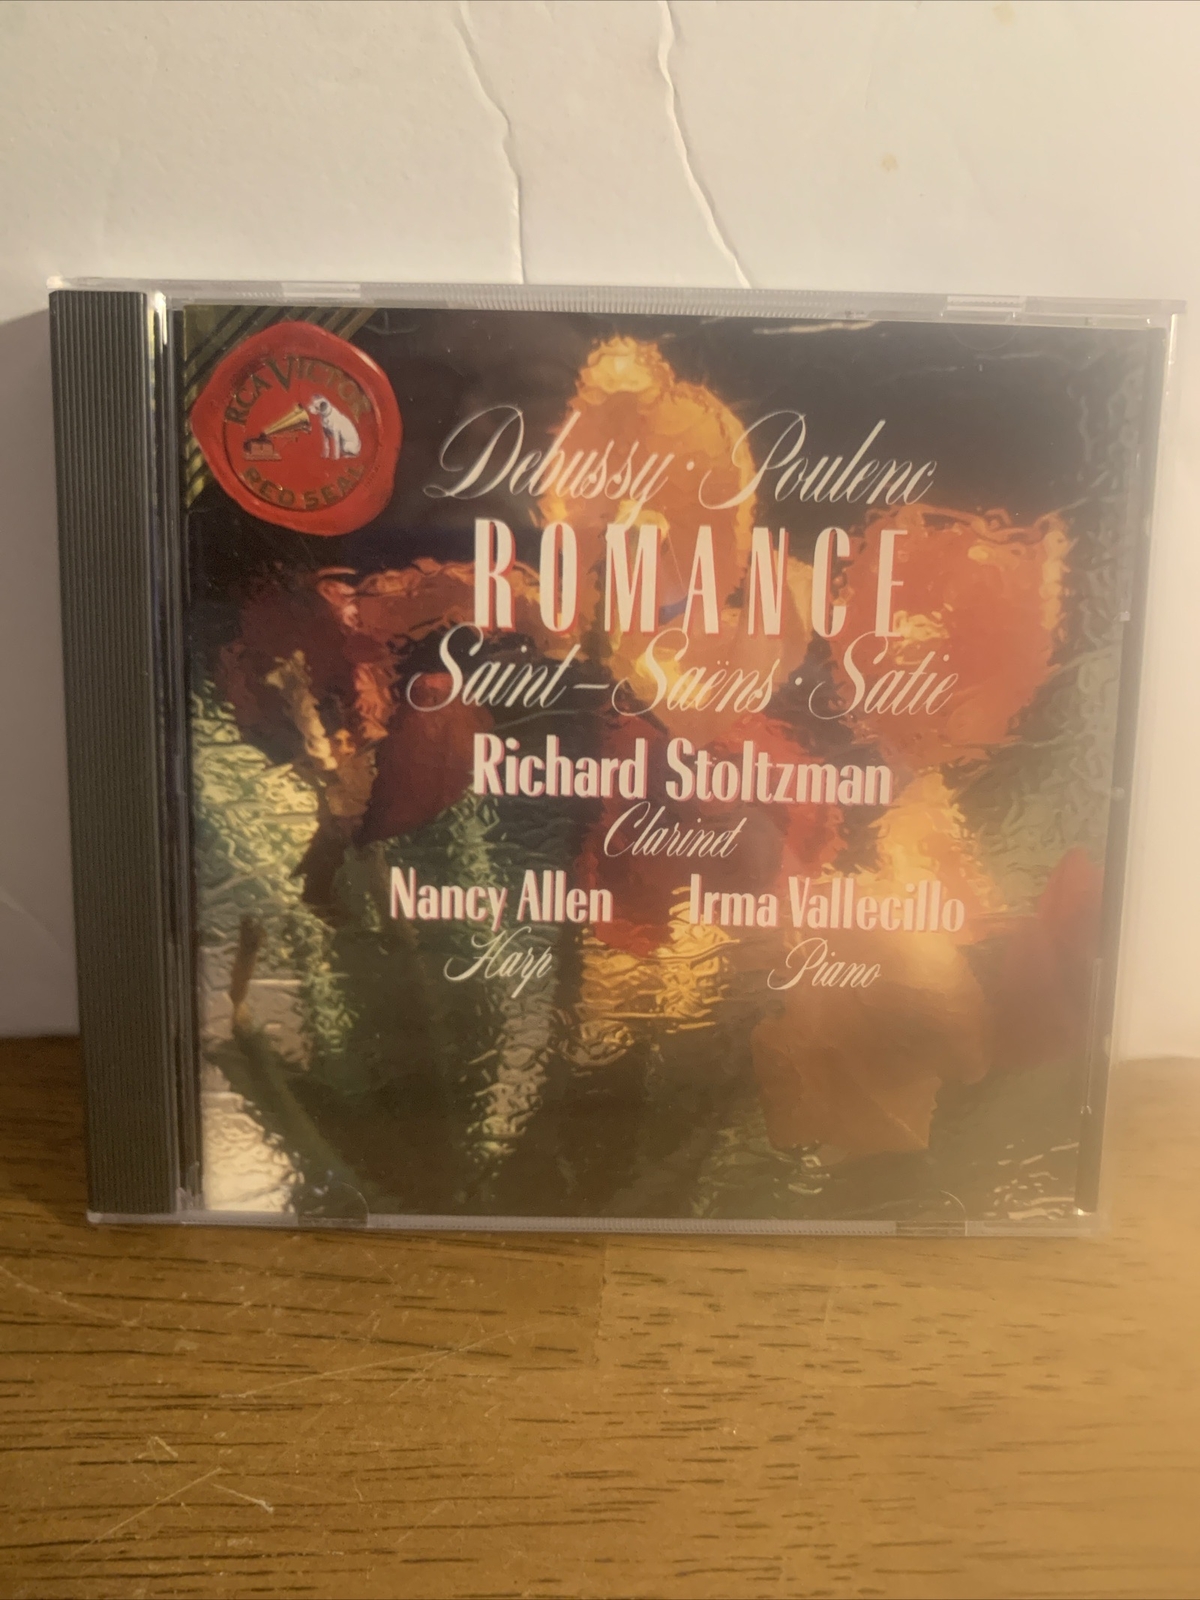 RCA VICTOR
RED SEAL
Debussy · Poulenc
ROMANCE
Saint-Saëns · Satie
Richard Stoltzman
Clarinet
Nancy Allen Irma Vallecillo
Harp Piano